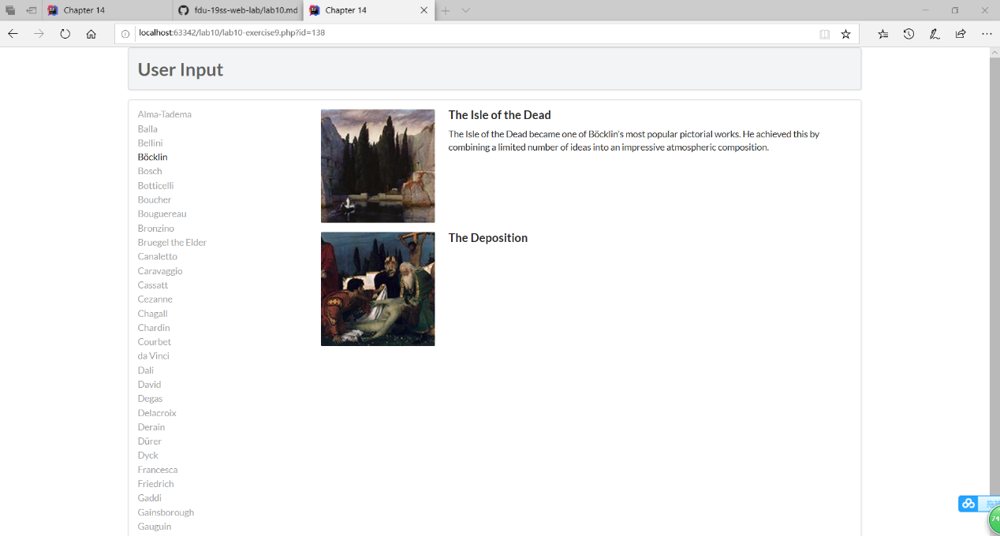 Chapter 14
fdu-19ss-web-lab/lab10.md
Chapter 14
localhost:63342/lab10/lab10-exercise9.php?id=138
User Input
Alma-Tadema
Balla
Bellini
Böcklin
Bosch
Botticelli
Boucher
Bouguereau
Bronzino
Bruegel the Elder
Canaletto
Caravaggio
Cassatt
Cezanne
Chagall
Chardin
Courbet
da Vinci
Dali
David
Degas
Delacroix
Derain
Dürer
Dyck
Francesca
Friedrich
Gaddi
Gainsborough
Gauguin
The Isle of the Dead
The Isle of the Dead became one of Böcklin's most popular pictorial works. He achieved this by
combining a limited number of ideas into an impressive atmospheric composition.
The Deposition
74